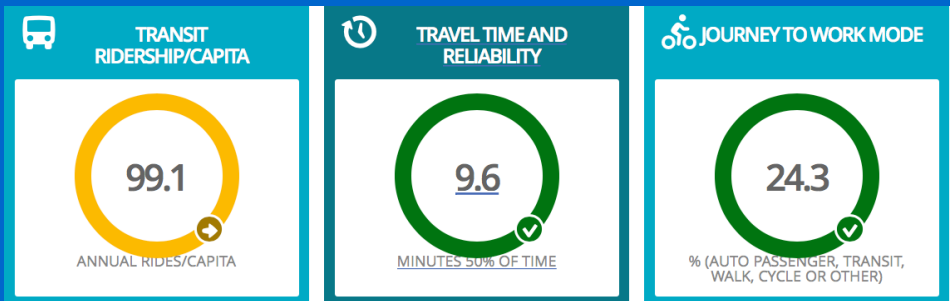 TRANSIT
RIDERSHIP/CAPITA
99.1
ANNUAL RIDES/CAPITA
TRAVEL TIME AND
RELIABILITY
9.6
MINUTES 50% OF TIME
JOURNEY TO WORK MODE
24.3
% (AUTO PASSENGER, TRANSIT,
WALK, CYCLE OR OTHER)